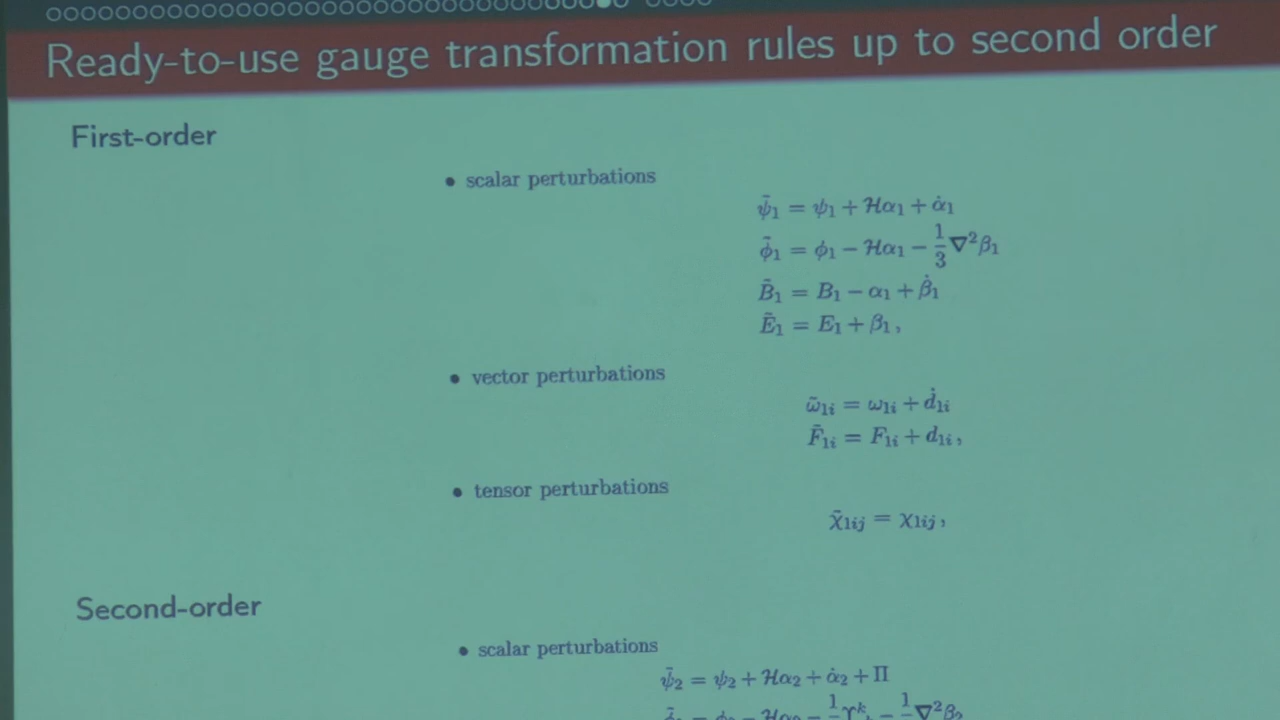 Ready-to-use gauge transformation rules up to second order
First-order
• scalar perturbations
ψ̃₁ = ψ₁ + ℋα₁ + α̇₁
ϕ̃₁ = ϕ₁ − ℋα₁ − 1/3 ∇²β₁
B̃₁ = B₁ − α₁ + β̇₁
Ẽ₁ = E₁ + β₁,
• vector perturbations
ω̃₁ᵢ = ω₁ᵢ + ḋ₁ᵢ
F̃₁ᵢ = F₁ᵢ + d₁ᵢ,
• tensor perturbations
χ̃₁ᵢⱼ = χ₁ᵢⱼ,
Second-order
• scalar perturbations
ψ̃₂ = ψ₂ + ℋα₂ + α̇₂ + Π